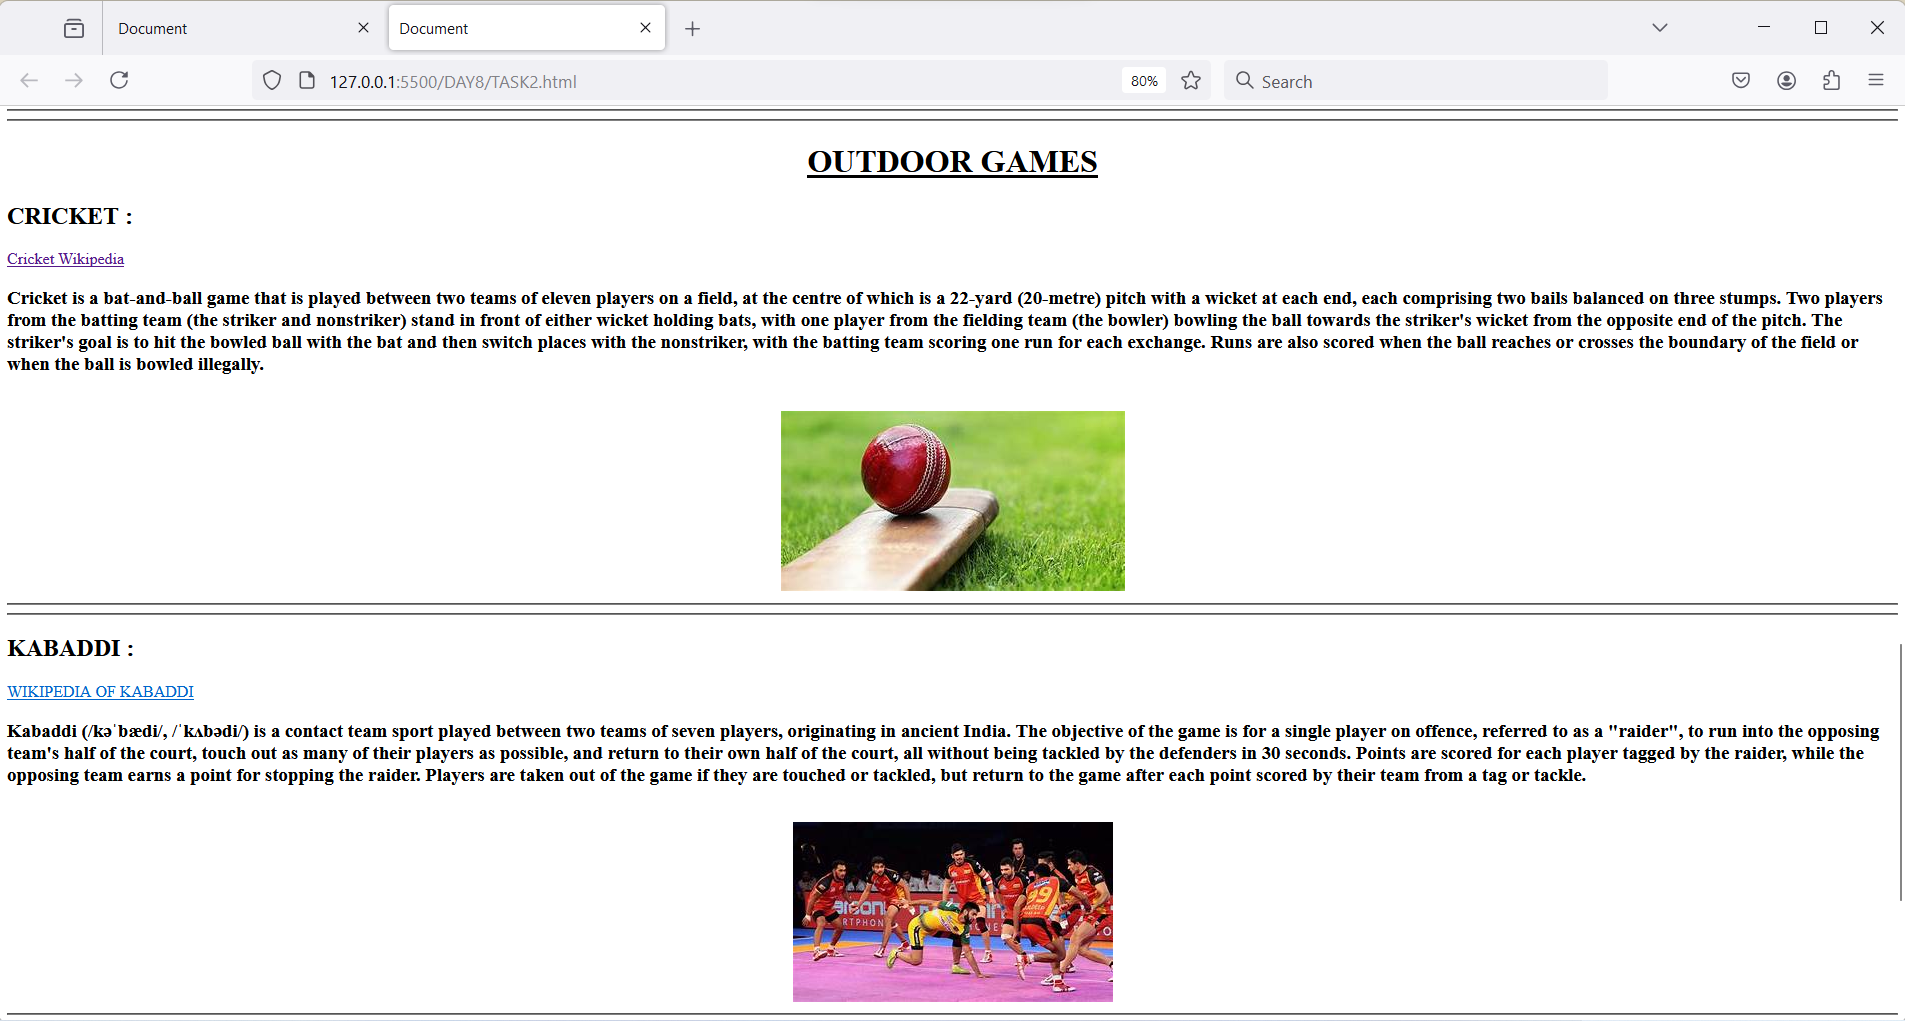 Document
Document
127.0.0.1:5500/DAY8/TASK2.html
80%
Search
OUTDOOR GAMES
CRICKET :
Cricket Wikipedia
Cricket is a bat-and-ball game that is played between two teams of eleven players on a field, at the centre of which is a 22-yard (20-metre) pitch with a wicket at each end, each comprising two bails balanced on three stumps. Two players
from the batting team (the striker and nonstriker) stand in front of either wicket holding bats, with one player from the fielding team (the bowler) bowling the ball towards the striker's wicket from the opposite end of the pitch. The
striker's goal is to hit the bowled ball with the bat and then switch places with the nonstriker, with the batting team scoring one run for each exchange. Runs are also scored when the ball reaches or crosses the boundary of the field or
when the ball is bowled illegally.
KABADDI :
WIKIPEDIA OF KABADDI
Kabaddi (/kəˈbædi/, /ˈkʌbədi/) is a contact team sport played between two teams of seven players, originating in ancient India. The objective of the game is for a single player on offence, referred to as a "raider", to run into the opposing
team's half of the court, touch out as many of their players as possible, and return to their own half of the court, all without being tackled by the defenders in 30 seconds. Points are scored for each player tagged by the raider, while the
opposing team earns a point for stopping the raider. Players are taken out of the game if they are touched or tackled, but return to the game after each point scored by their team from a tag or tackle.
99